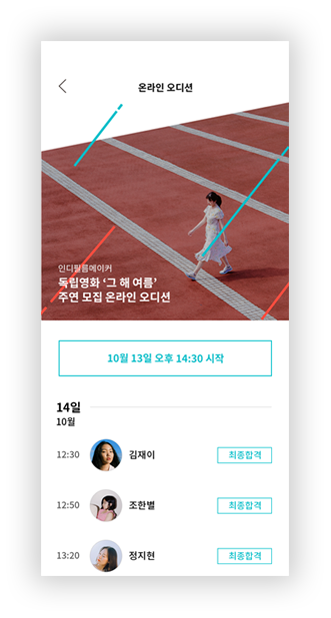 온라인 오디션
인디필름메이커
독립영화 ‘그 해 여름’
주연 모집 온라인 오디션
10월 13일 오후 14:30 시작
14일
10월
12:30 김재이 최종합격
12:50 조한별 최종합격
13:20 정지현 최종합격